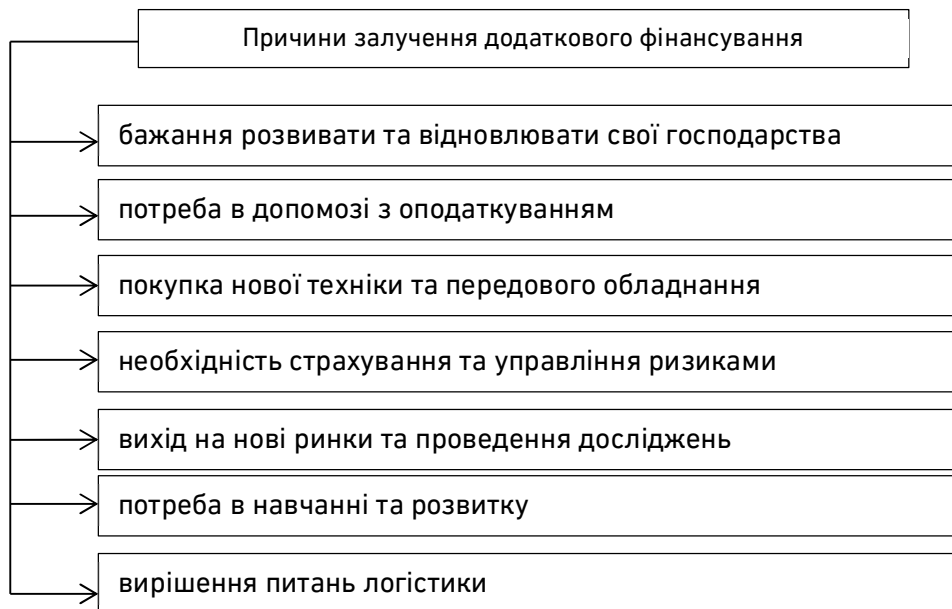 Причини залучення додаткового фінансування
бажання розвивати та відновлювати свої господарства
потреба в допомозі з оподаткуванням
покупка нової техніки та передового обладнання
необхідність страхування та управління ризиками
вихід на нові ринки та проведення досліджень
потреба в навчанні та розвитку
вирішення питань логістики